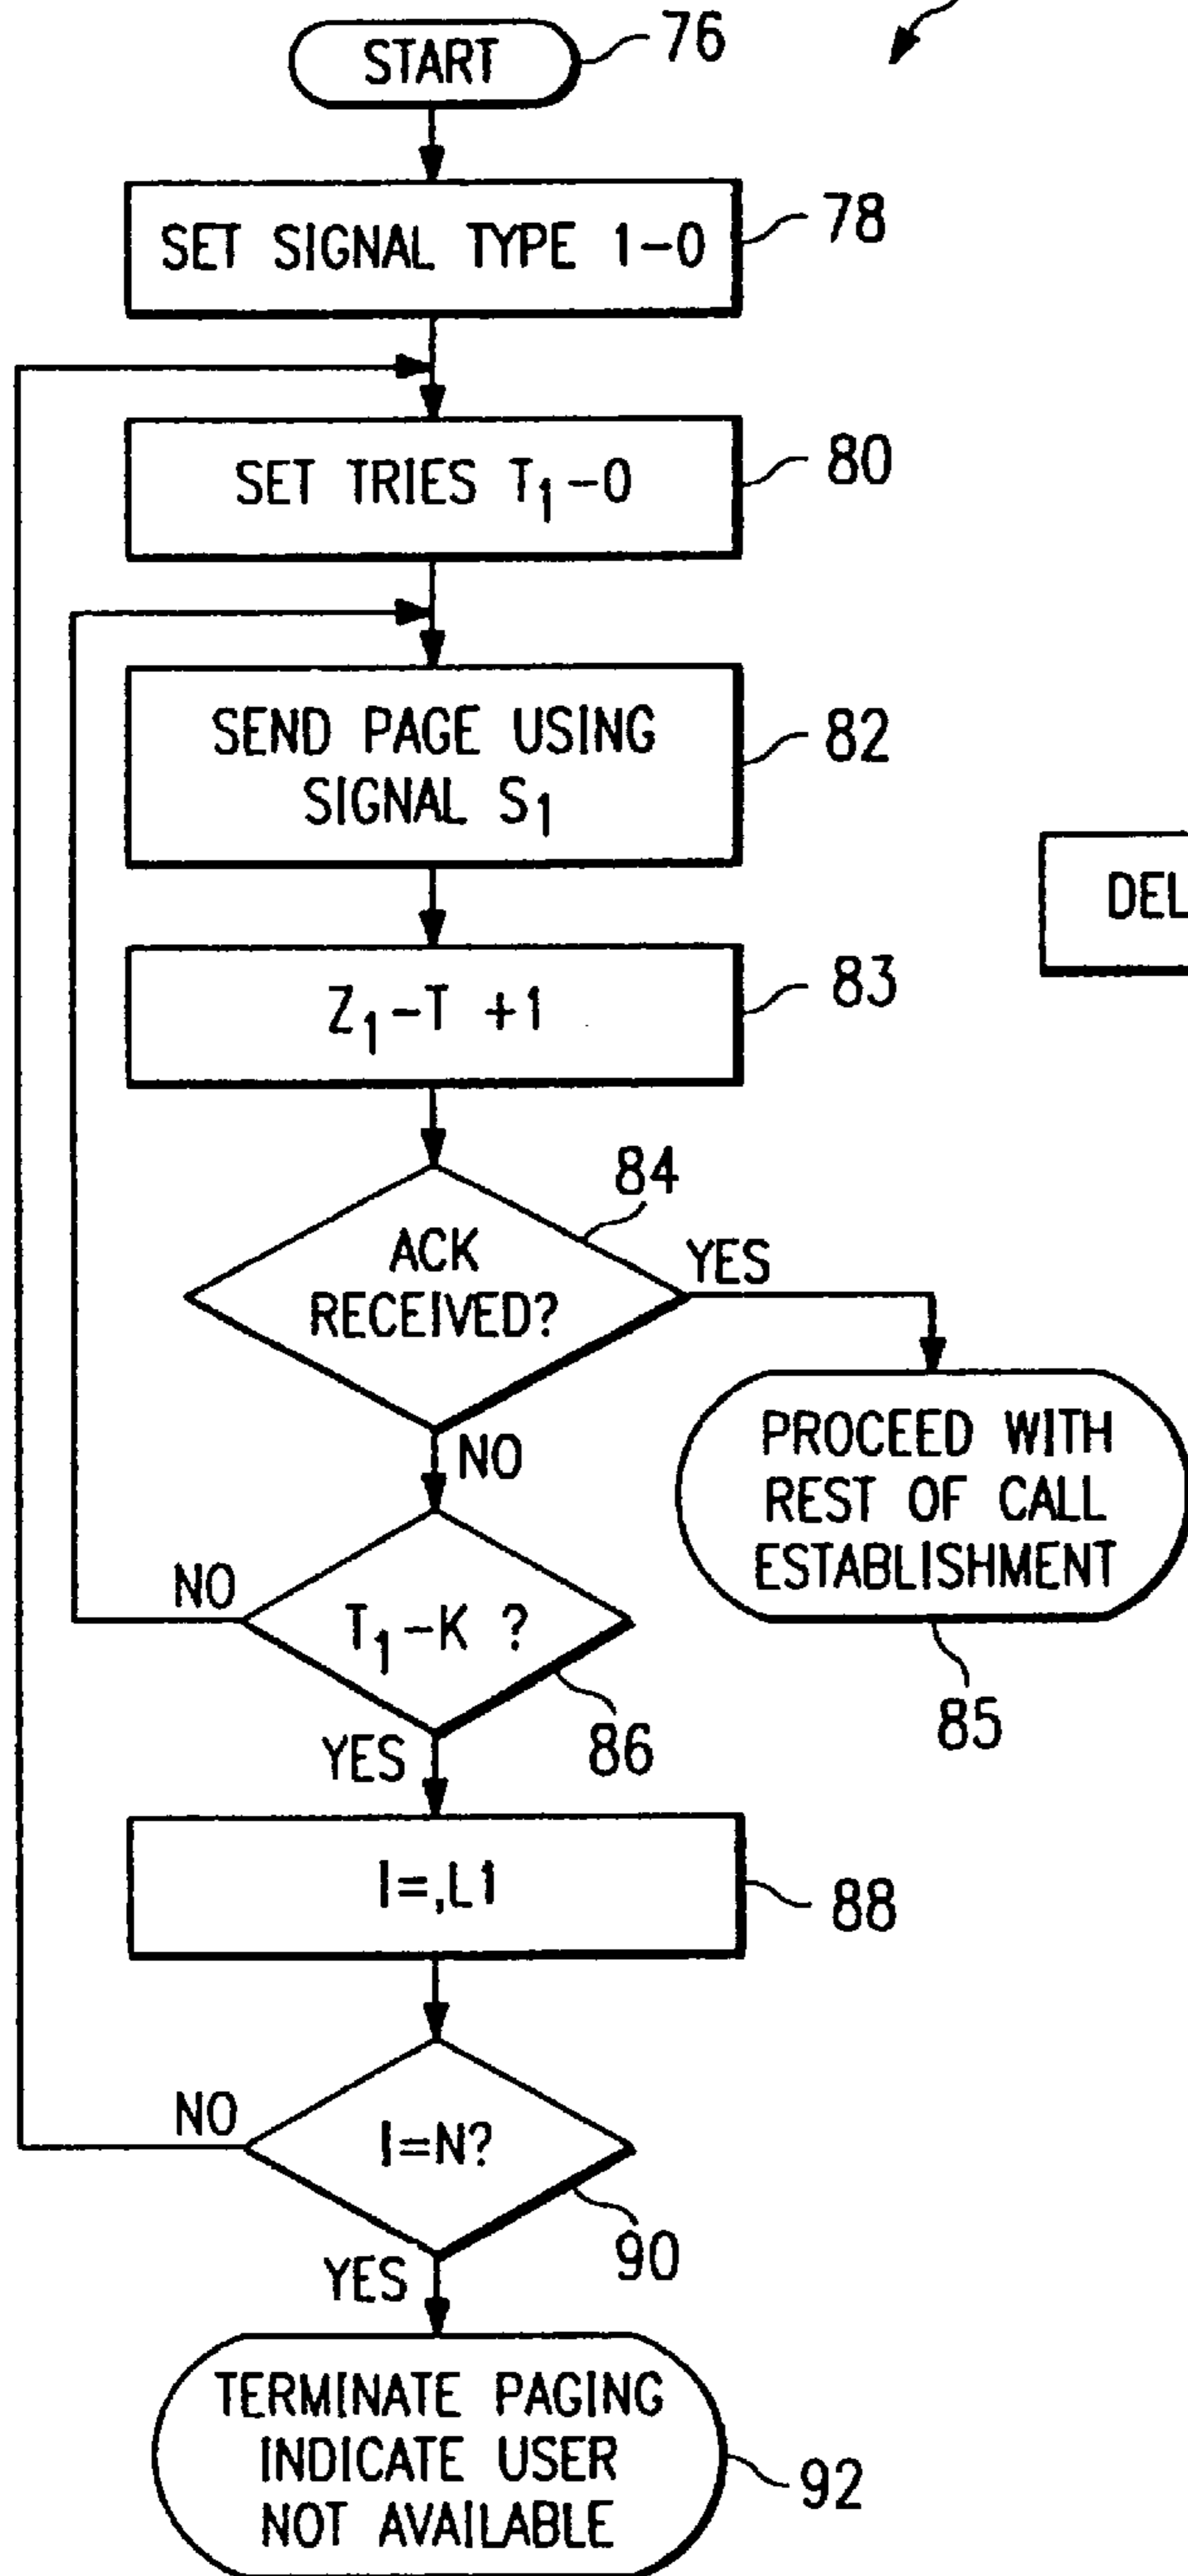 START
76
SET SIGNAL TYPE 1-0
78
SET TRIES T1-0
80
SEND PAGE USING
SIGNAL S1
82
Z1-T +1
83
84
ACK
RECEIVED?
YES
NO
PROCEED WITH
REST OF CALL
ESTABLISHMENT
85
NO
T1-K ?
86
YES
I=,L1
88
NO
I=N?
90
YES
TERMINATE PAGING
INDICATE USER
NOT AVAILABLE
92
DEL